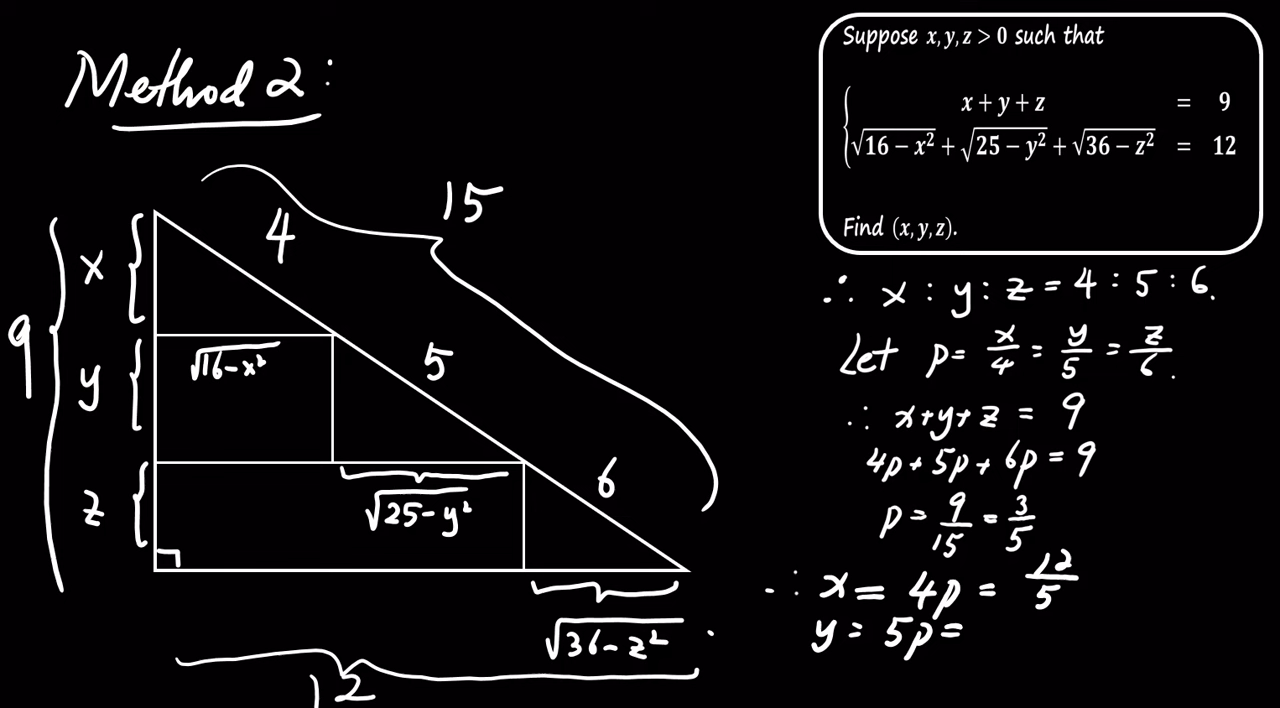 Method 2:
Suppose x, y, z > 0 such that
x + y + z = 9
√(16 − x²) + √(25 − y²) + √(36 − z²) = 12
Find (x, y, z).
15
4
x
9
√(16−x²)
5
y
6
z
√(25−y²)
√(36−z²)
12
∴ x : y : z = 4 : 5 : 6.
Let p = x/4 = y/5 = z/6.
∴ x+y+z = 9
4p+5p+6p = 9
p = 9/15 = 3/5
∴ x = 4p = 12/5
y = 5p =